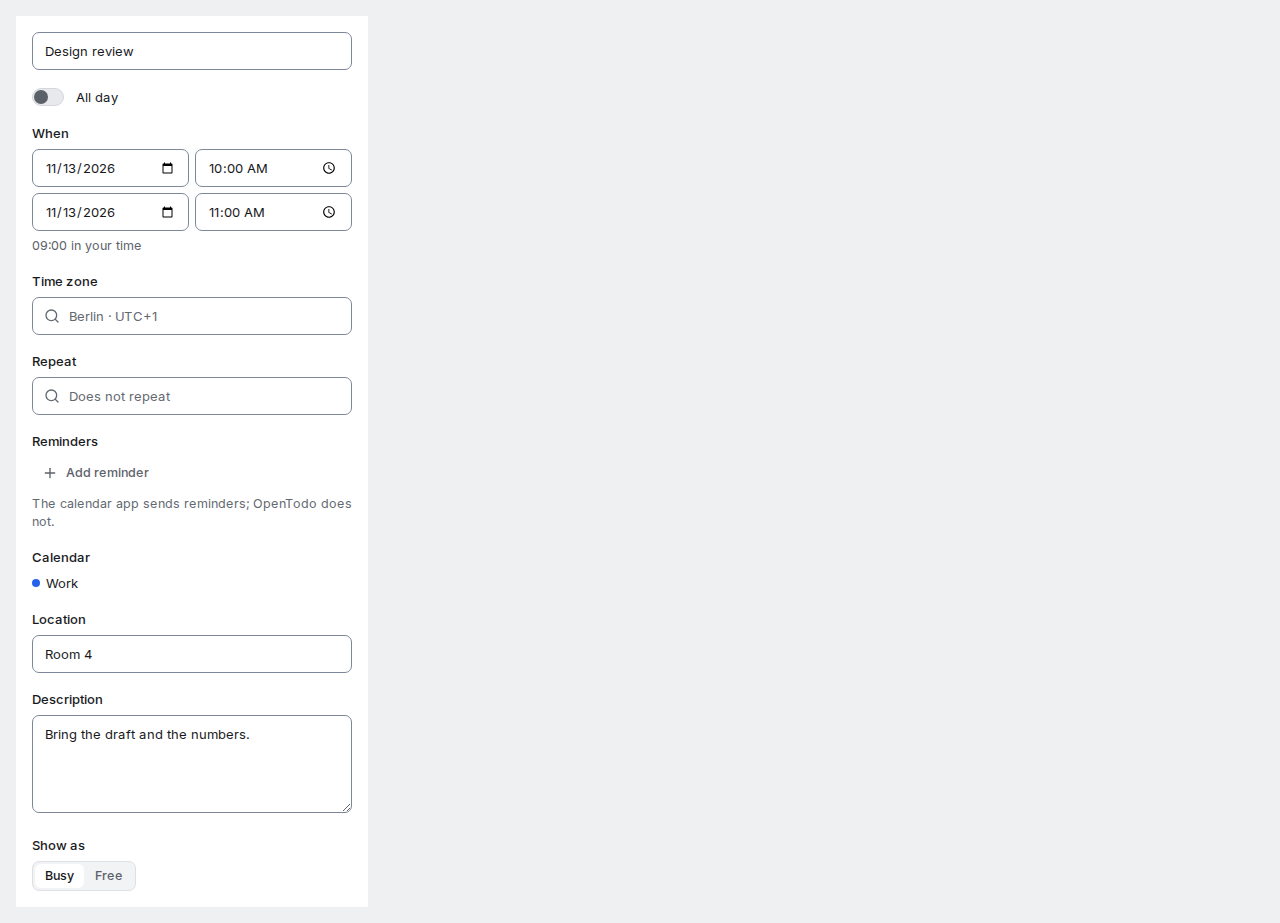 Design review
All day
When
11/13/2026 10:00 AM
11/13/2026 11:00 AM
09:00 in your time
Time zone
Berlin · UTC+1
Repeat
Does not repeat
Reminders
Add reminder
The calendar app sends reminders; OpenTodo does
not.
Calendar
Work
Location
Room 4
Description
Bring the draft and the numbers.
Show as
Busy Free